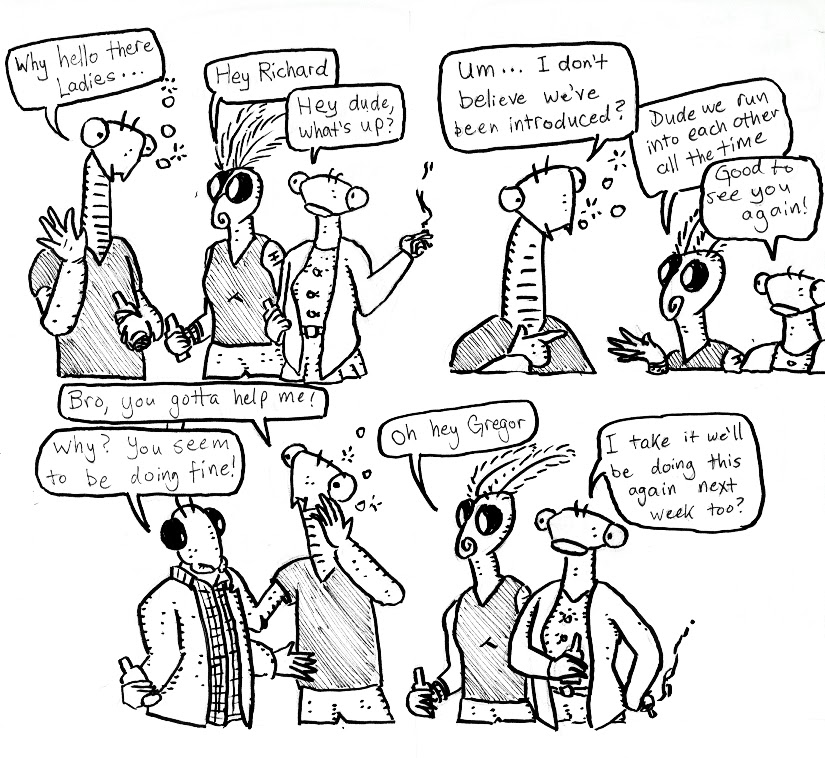 Why hello there
Ladies...
Hey Richard
Hey dude,
what's up?
Um... I don't
believe we've
been introduced?
Dude we run
into each other
all the time
Good to
see you
again!
Bro, you gotta help me!
Why? You seem
to be doing fine!
Oh hey Gregor
I take it we'll
be doing this
again next
week too?